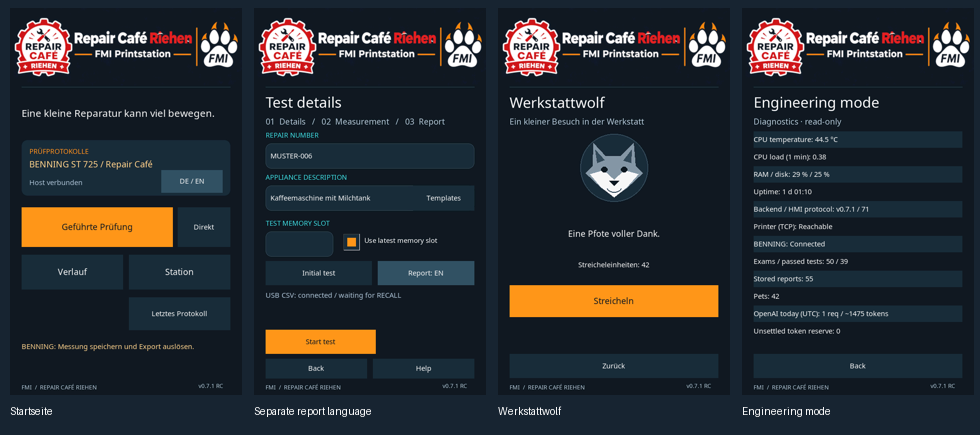 REPAIR
CAFÉ
RIEHEN
Repair Café Riehen
FMI Printstation
FMI
Eine kleine Reparatur kann viel bewegen.
PRÜFPROTOKOLLE
BENNING ST 725 / Repair Café
Host verbunden
DE / EN
Geführte Prüfung
Direkt
Verlauf
Station
Letztes Protokoll
BENNING: Messung speichern und Export auslösen.
FMI / REPAIR CAFÉ RIEHEN
v0.7.1 RC
Startseite
REPAIR
CAFÉ
RIEHEN
Repair Café Riehen
FMI Printstation
FMI
Test details
01 Details / 02 Measurement / 03 Report
REPAIR NUMBER
MUSTER-006
APPLIANCE DESCRIPTION
Kaffeemaschine mit Milchtank
Templates
TEST MEMORY SLOT
Use latest memory slot
Initial test
Report: EN
USB CSV: connected / waiting for RECALL
Start test
Back
Help
FMI / REPAIR CAFÉ RIEHEN
v0.7.1 RC
Separate report language
REPAIR
CAFÉ
RIEHEN
Repair Café Riehen
FMI Printstation
FMI
Werkstattwolf
Ein kleiner Besuch in der Werkstatt
Eine Pfote voller Dank.
Streicheleinheiten: 42
Streicheln
Zurück
FMI / REPAIR CAFÉ RIEHEN
v0.7.1 RC
Werkstattwolf
REPAIR
CAFÉ
RIEHEN
Repair Café Riehen
FMI Printstation
FMI
Engineering mode
Diagnostics · read-only
CPU temperature: 44.5 °C
CPU load (1 min): 0.38
RAM / disk: 29 % / 25 %
Uptime: 1 d 01:10
Backend / HMI protocol: v0.7.1 / 71
Printer (TCP): Reachable
BENNING: Connected
Exams / passed tests: 50 / 39
Stored reports: 55
Pets: 42
OpenAI today (UTC): 1 req / ~1475 tokens
Unsettled token reserve: 0
Back
FMI / REPAIR CAFÉ RIEHEN
v0.7.1 RC
Engineering mode